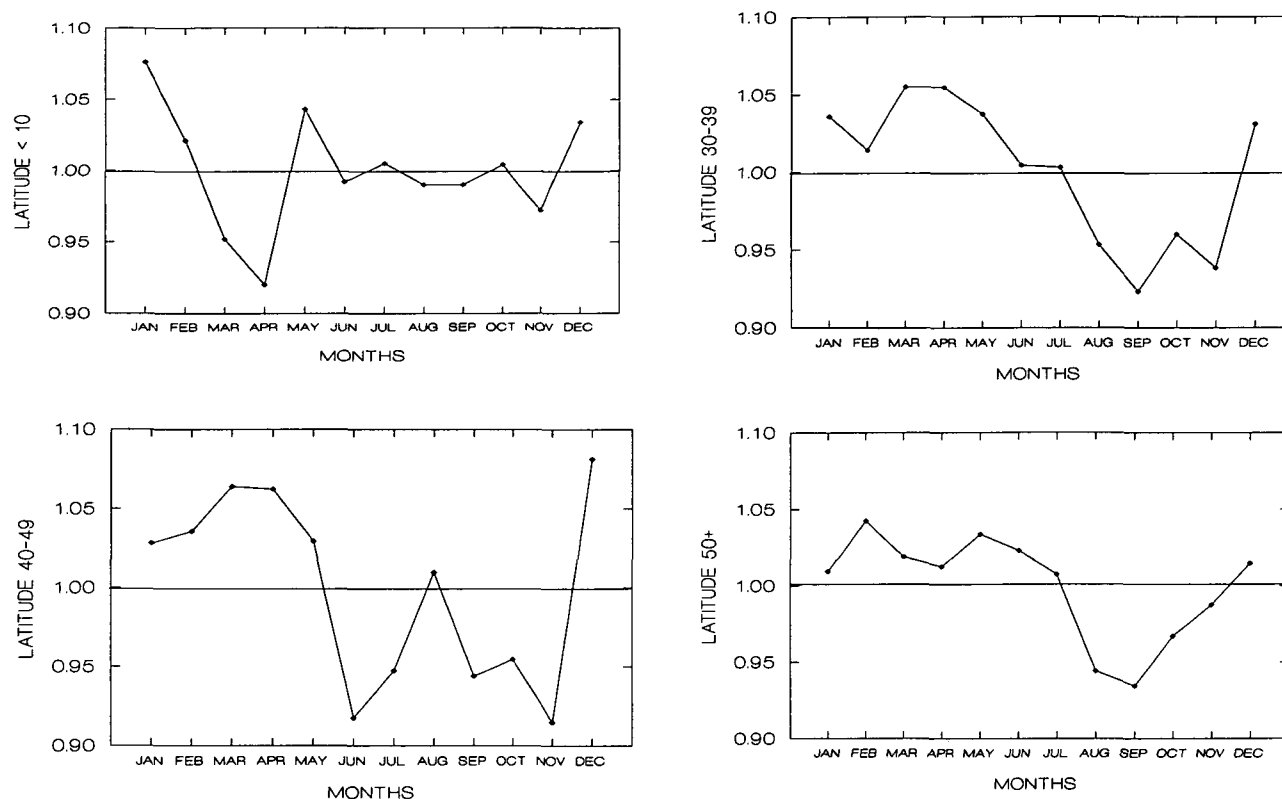 LATITUDE < 10
1.10
1.05
1.00
0.95
0.90
JAN FEB MAR APR MAY JUN JUL AUG SEP OCT NOV DEC
MONTHS
LATITUDE 30-39
1.10
1.05
1.00
0.95
0.90
JAN FEB MAR APR MAY JUN JUL AUG SEP OCT NOV DEC
MONTHS
LATITUDE 40-49
1.10
1.05
1.00
0.95
0.90
JAN FEB MAR APR MAY JUN JUL AUG SEP OCT NOV DEC
MONTHS
LATITUDE 50+
1.10
1.05
1.00
0.95
0.90
JAN FEB MAR APR MAY JUN JUL AUG SEP OCT NOV DEC
MONTHS